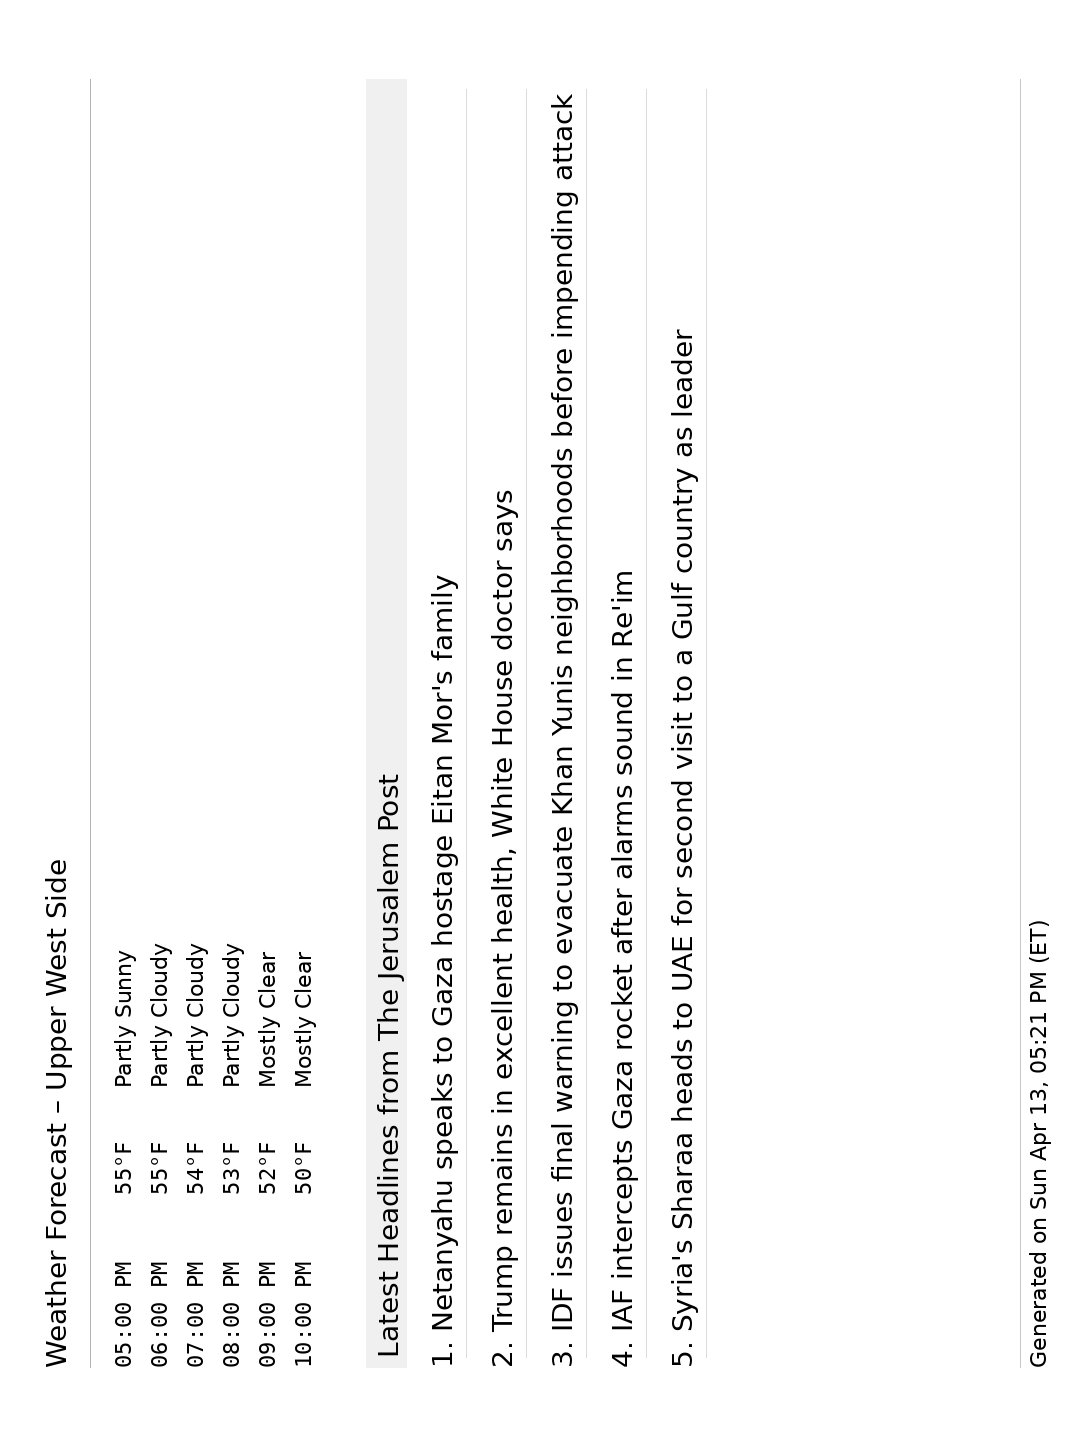 Weather Forecast – Upper West Side
05:00 PM 55°F Partly Sunny
06:00 PM 55°F Partly Cloudy
07:00 PM 54°F Partly Cloudy
08:00 PM 53°F Partly Cloudy
09:00 PM 52°F Mostly Clear
10:00 PM 50°F Mostly Clear
Latest Headlines from The Jerusalem Post
1. Netanyahu speaks to Gaza hostage Eitan Mor's family
2. Trump remains in excellent health, White House doctor says
3. IDF issues final warning to evacuate Khan Yunis neighborhoods before impending attack
4. IAF intercepts Gaza rocket after alarms sound in Re'im
5. Syria's Sharaa heads to UAE for second visit to a Gulf country as leader
Generated on Sun Apr 13, 05:21 PM (ET)